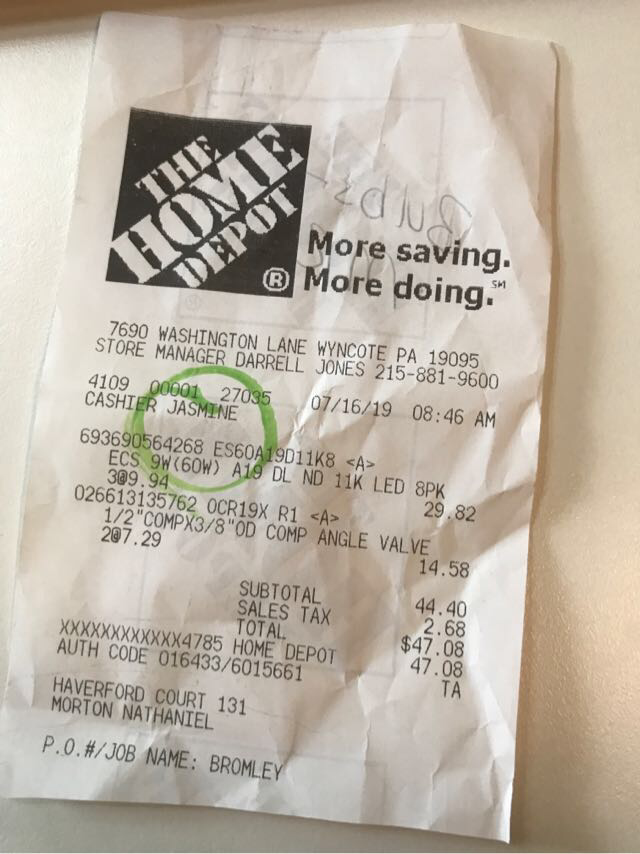 THE
HOME
DEPOT
®
More saving.
More doing.℠
7690 WASHINGTON LANE WYNCOTE PA 19095
STORE MANAGER DARRELL JONES 215-881-9600
4109 00001 27035 07/16/19 08:46 AM
CASHIER JASMINE
693690564268 ES60A19D11K8 <A>
ECS 9W(60W) A19 DL ND 11K LED 8PK
3@9.94 29.82
026613135762 OCR19X R1 <A>
1/2"COMPX3/8"OD COMP ANGLE VALVE
2@7.29 14.58
SUBTOTAL 44.40
SALES TAX 2.68
TOTAL $47.08
XXXXXXXXXXXX4785 HOME DEPOT 47.08
AUTH CODE 016433/6015661 TA
HAVERFORD COURT 131
MORTON NATHANIEL
P.O.#/JOB NAME: BROMLEY